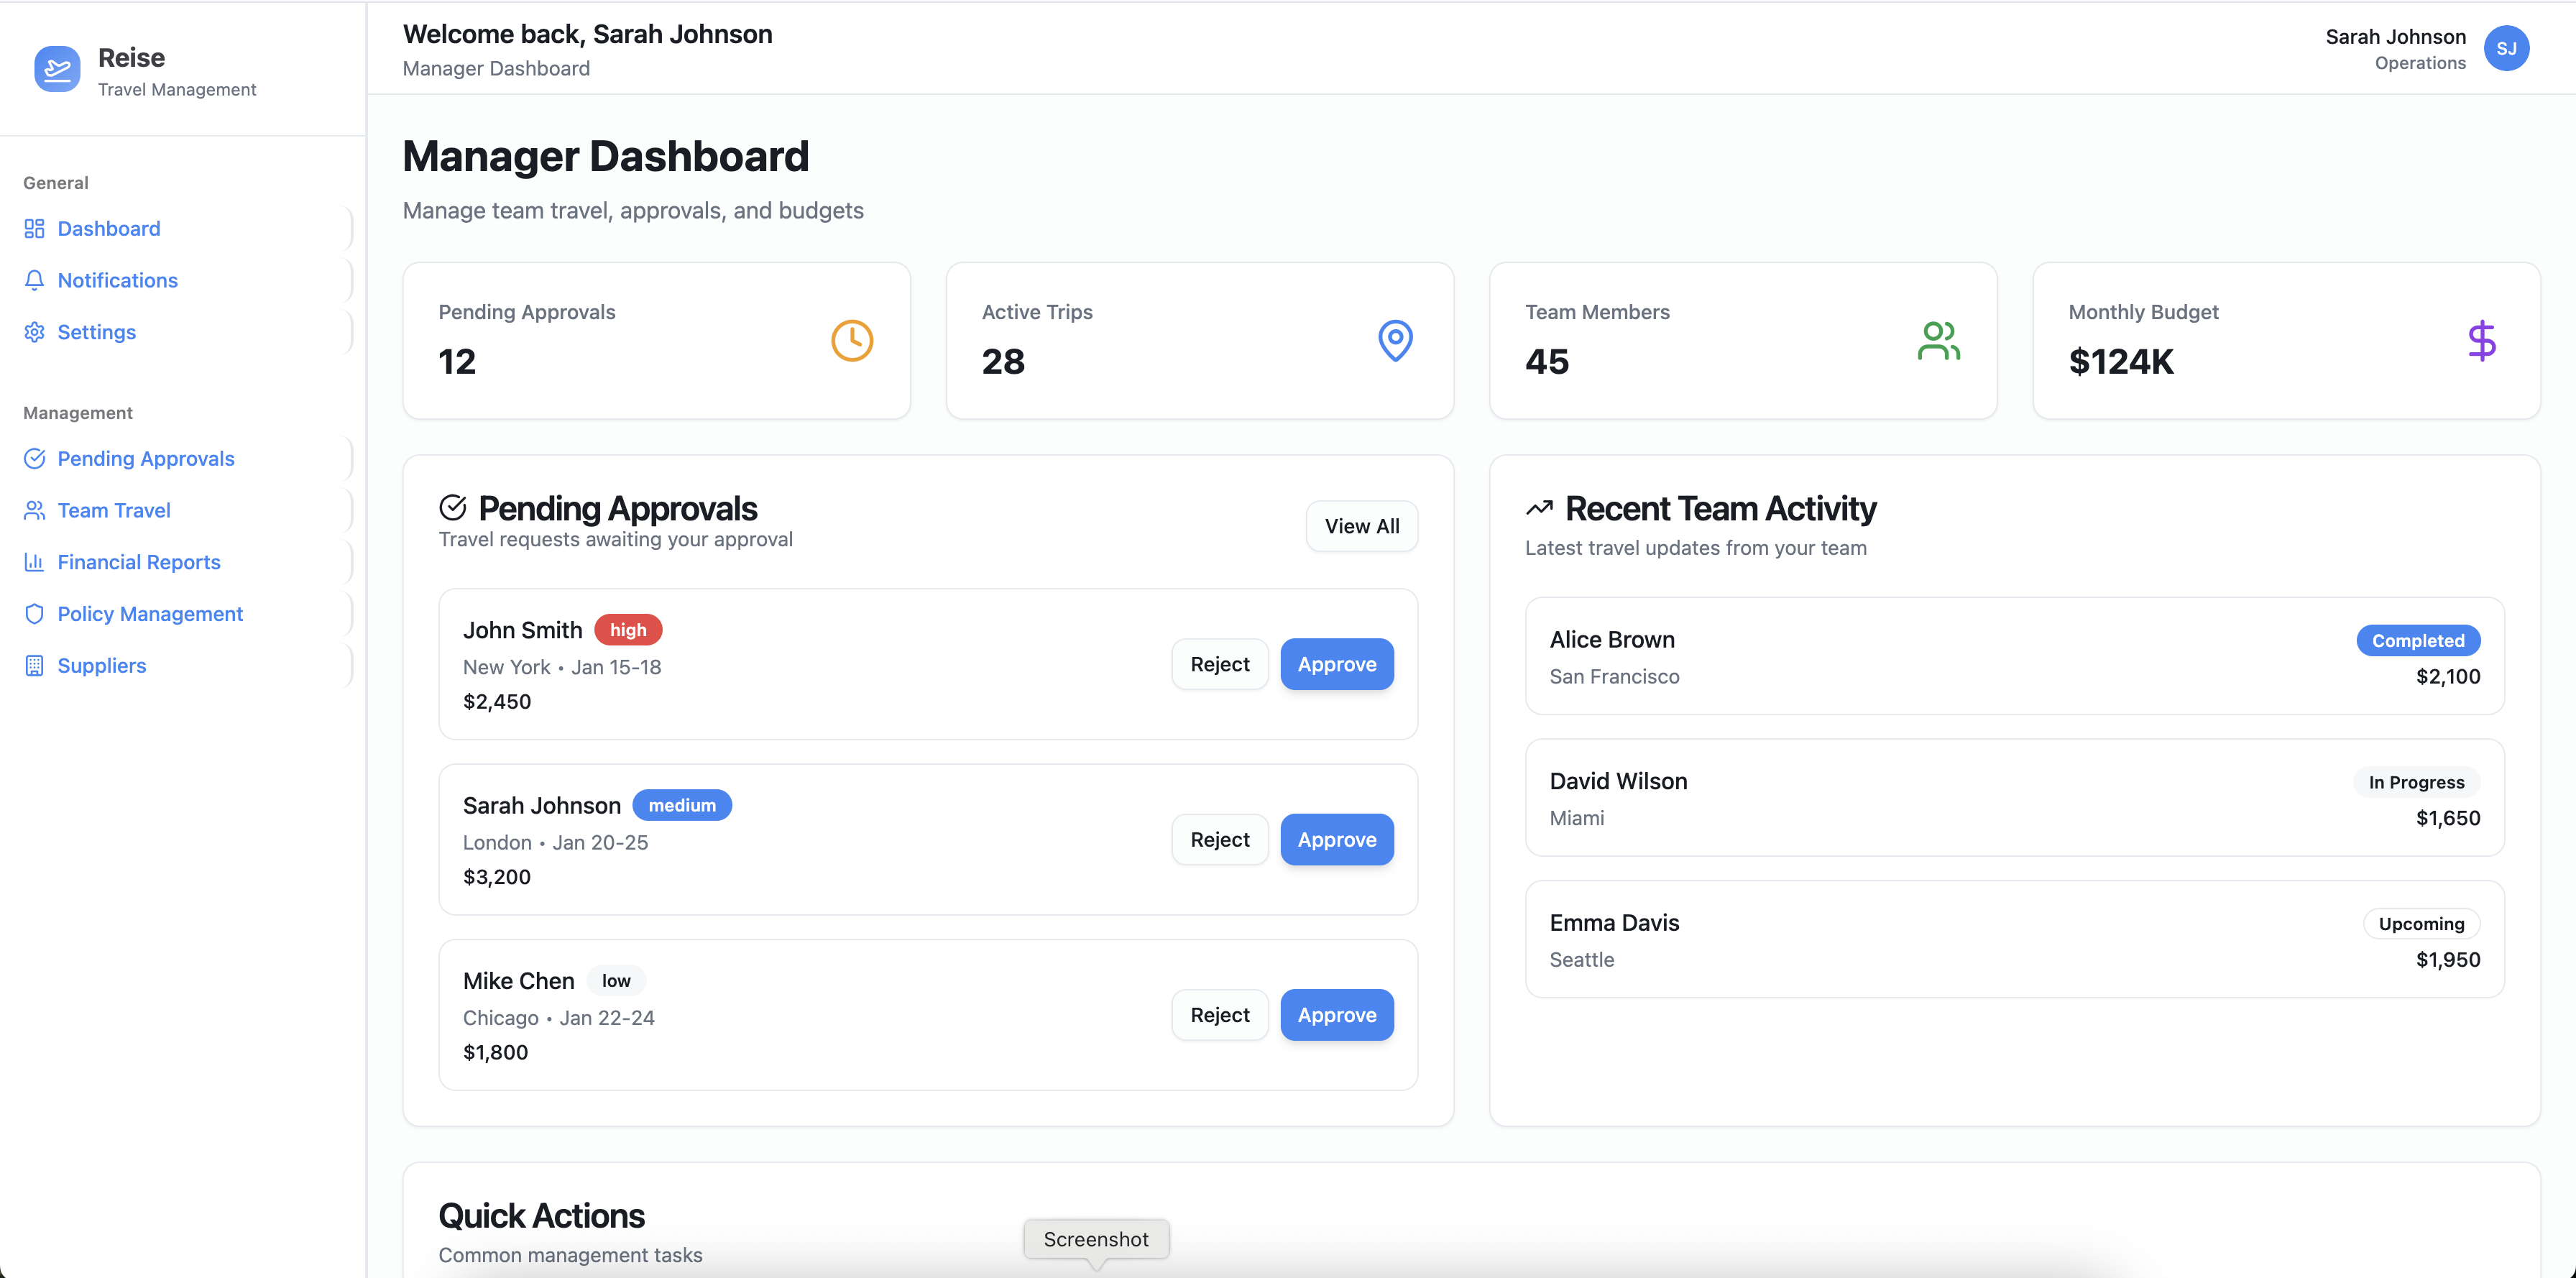 Reise
Travel Management
General
Dashboard
Notifications
Settings
Management
Pending Approvals
Team Travel
Financial Reports
Policy Management
Suppliers
Welcome back, Sarah Johnson
Manager Dashboard
Sarah Johnson
Operations
SJ
Manager Dashboard
Manage team travel, approvals, and budgets
Pending Approvals
12
Active Trips
28
Team Members
45
Monthly Budget
$124K
Pending Approvals
Travel requests awaiting your approval
View All
John Smith high
New York • Jan 15-18
$2,450
Reject Approve
Sarah Johnson medium
London • Jan 20-25
$3,200
Reject Approve
Mike Chen low
Chicago • Jan 22-24
$1,800
Reject Approve
Recent Team Activity
Latest travel updates from your team
Alice Brown Completed
San Francisco $2,100
David Wilson In Progress
Miami $1,650
Emma Davis Upcoming
Seattle $1,950
Quick Actions
Common management tasks
Screenshot